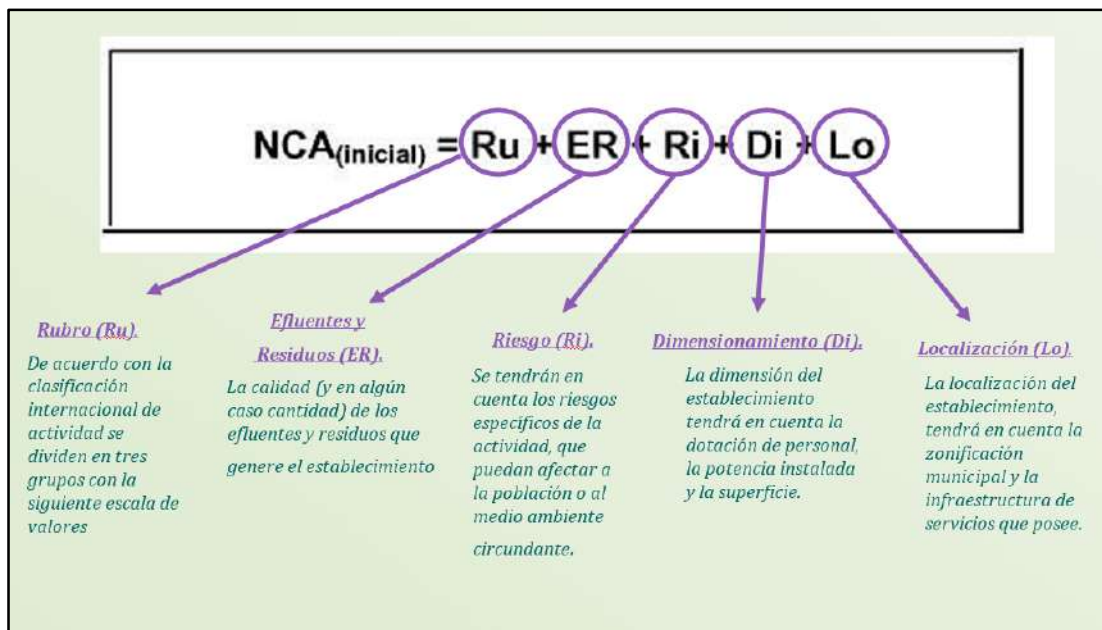 NCA(inicial) = Ru + ER + Ri + Di + Lo
Rubro (Ru).
De acuerdo con la
clasificación
internacional de
actividad se
dividen en tres
grupos con la
siguiente escala de
valores
Efluentes y
Residuos (ER).
La calidad (y en algún
caso cantidad) de los
efluentes y residuos que
genere el establecimiento
Riesgo (Ri).
Se tendrán en
cuenta los riesgos
específicos de la
actividad, que
puedan afectar a
la población o al
medio ambiente
circundante.
Dimensionamiento (Di).
La dimensión del
establecimiento
tendrá en cuenta la
dotación de personal,
la potencia instalada
y la superficie.
Localización (Lo).
La localización del
establecimiento,
tendrá en cuenta la
zonificación
municipal y la
infraestructura de
servicios que posee.